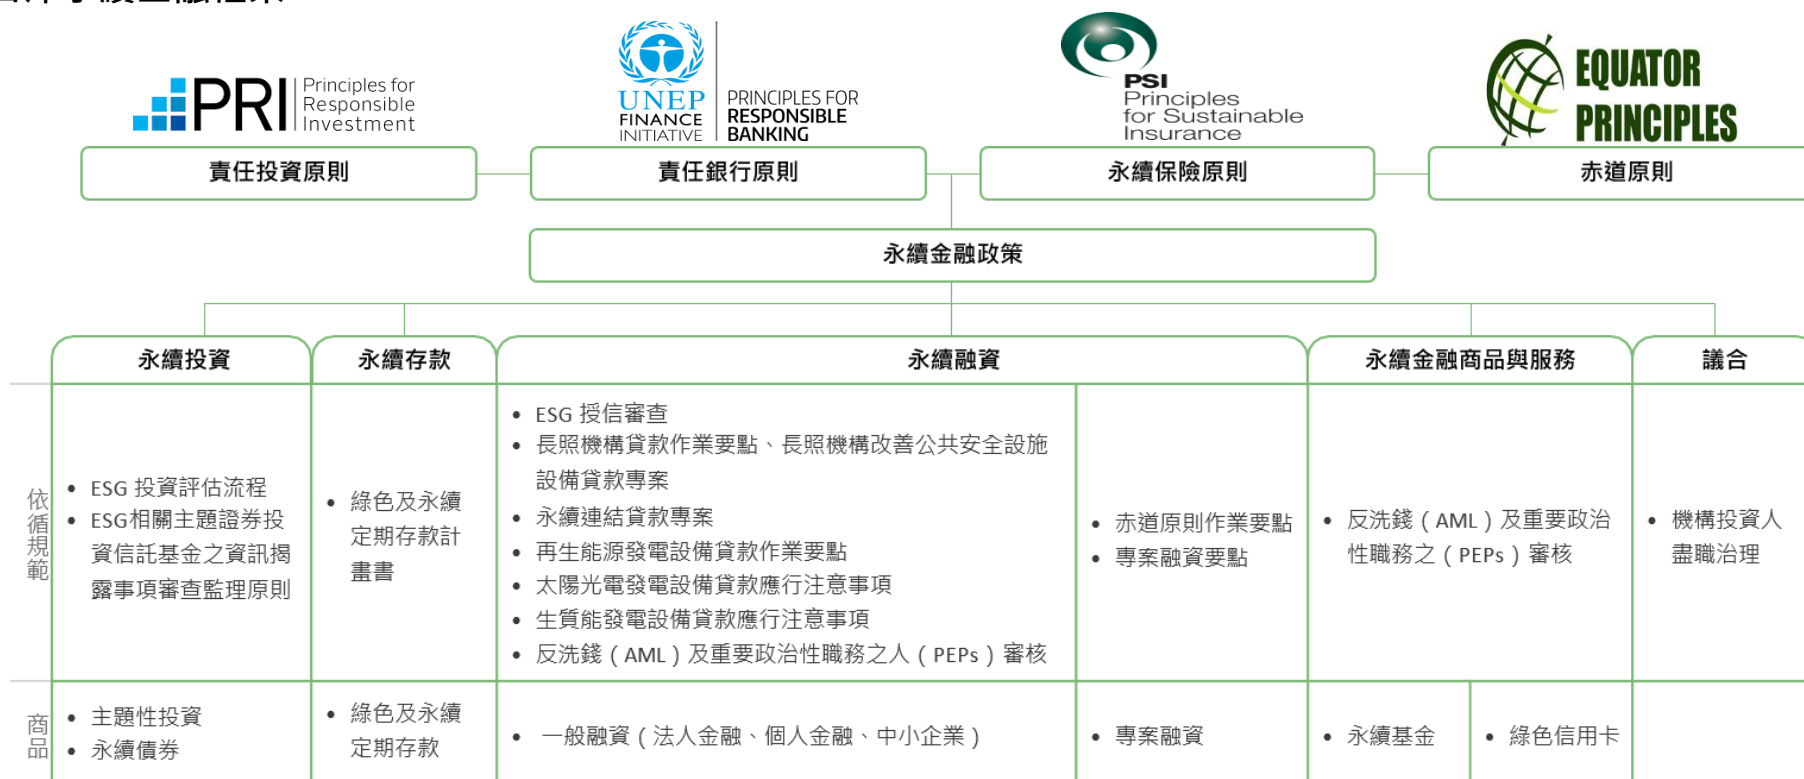 PRI
Principles for
Responsible
Investment
UNEP
FINANCE
INITIATIVE
PRINCIPLES FOR
RESPONSIBLE
BANKING
PSI
Principles
for Sustainable
Insurance
EQUATOR
PRINCIPLES
責任投資原則
責任銀行原則
永續保險原則
赤道原則
永續金融政策
永續投資
永續存款
永續融資
永續金融商品與服務
議合
依循規範
• ESG 投資評估流程
• ESG相關主題證券投
資信託基金之資訊揭
露事項審查監理原則
• 綠色及永續
定期存款計
畫書
• ESG 授信審查
• 長照機構貸款作業要點、長照機構改善公共安全設施
設備貸款專案
• 永續連結貸款專案
• 再生能源發電設備貸款作業要點
• 太陽光電發電設備貸款應行注意事項
• 生質能發電設備貸款應行注意事項
• 反洗錢（AML）及重要政治性職務之人（PEPs）審核
• 赤道原則作業要點
• 專案融資要點
• 反洗錢（AML）及重要政治
性職務之（PEPs）審核
• 機構投資人
盡職治理
商品
• 主題性投資
• 永續債券
• 綠色及永續
定期存款
• 一般融資（法人金融、個人金融、中小企業）
• 專案融資
• 永續基金
• 綠色信用卡